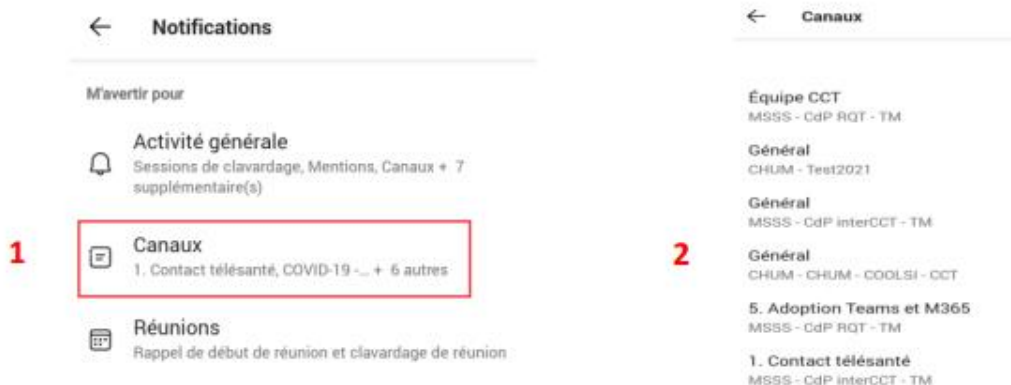 ← Notifications
M'avertir pour
Activité générale
Sessions de clavardage, Mentions, Canaux + 7
supplémentaire(s)
1
Canaux
1. Contact télésanté, COVID-19 -... + 6 autres
Réunions
Rappel de début de réunion et clavardage de réunion
← Canaux
Équipe CCT
MSSS - CdP RQT - TM
Général
CHUM - Test2021
Général
MSSS - CdP interCCT - TM
2
Général
CHUM - CHUM - COOLSI - CCT
5. Adoption Teams et M365
MSSS - CdP RQT - TM
1. Contact télésanté
MSSS - CdP interCCT - TM